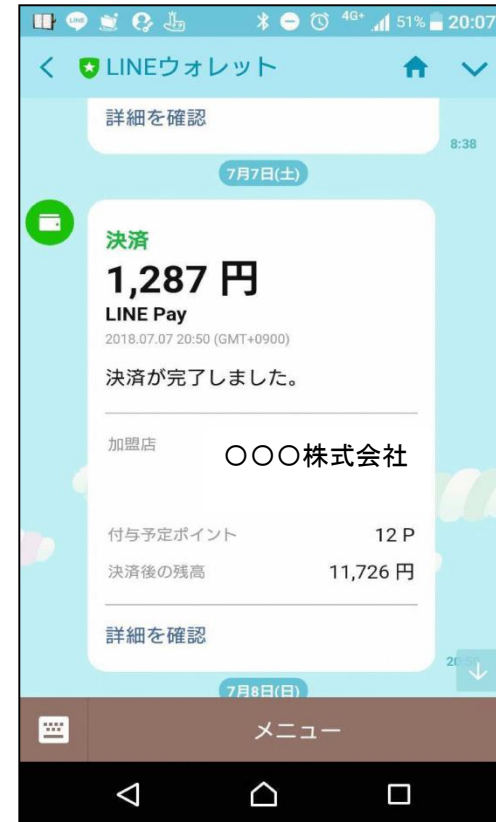 4G+ 51% 20:07
LINEウォレット
詳細を確認
8:38
7月7日(土)
決済
1,287 円
LINE Pay
2018.07.07 20:50 (GMT+0900)
決済が完了しました。
加盟店 〇〇〇株式会社
付与予定ポイント 12 P
決済後の残高 11,726 円
詳細を確認
7月8日(日)
メニュー